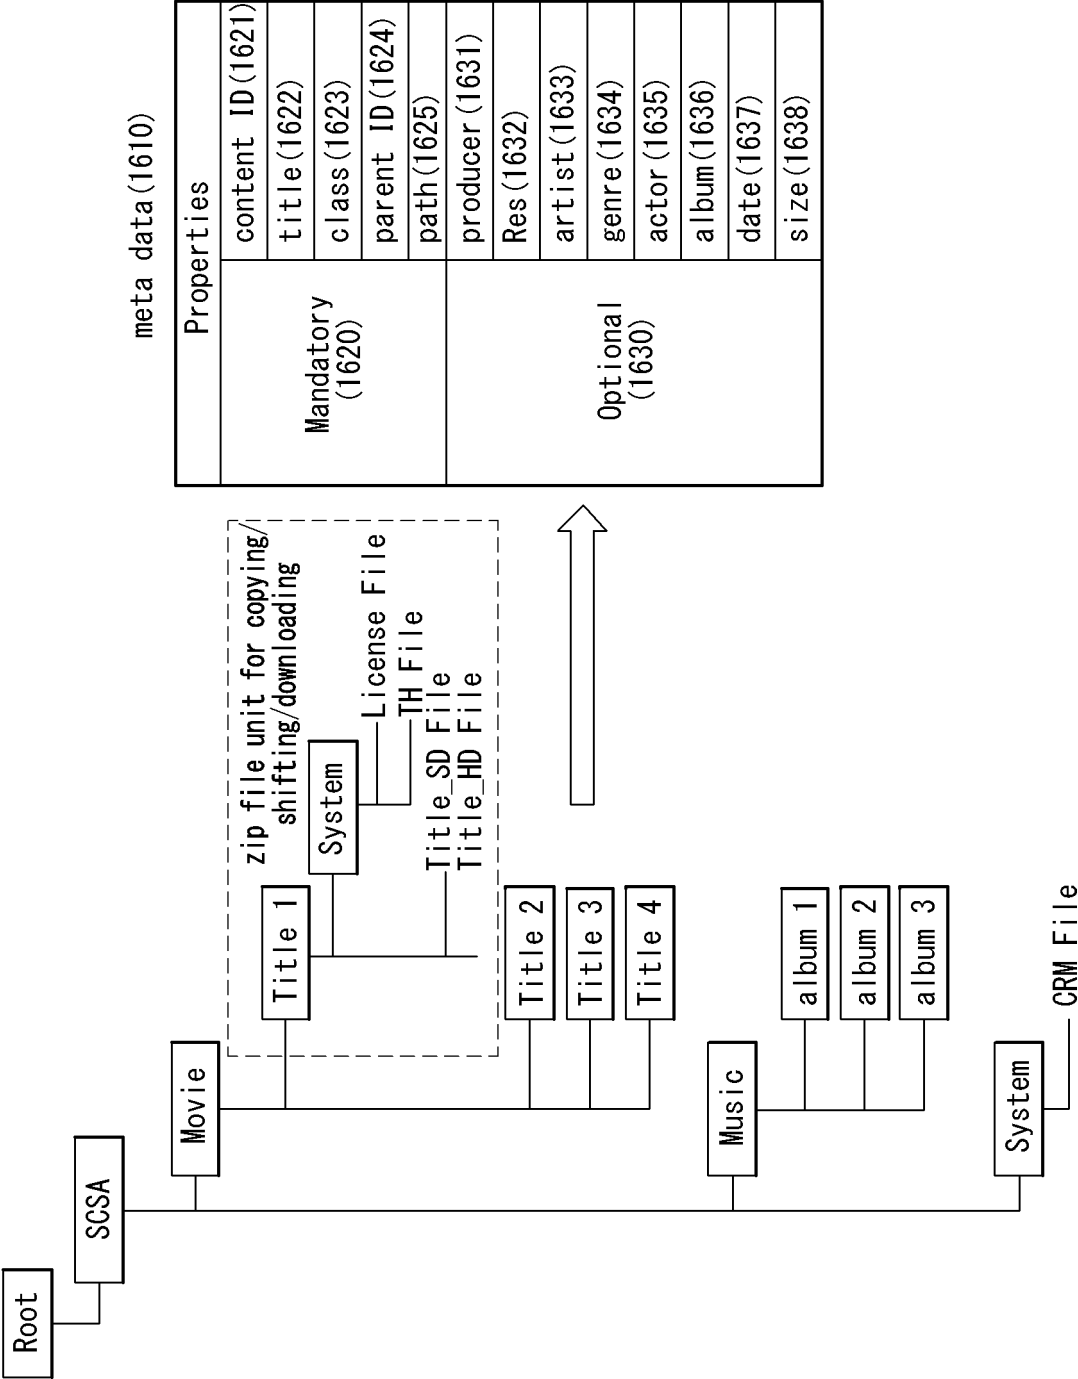 Root
SCSA
Movie
Title 1
zip file unit for copying/
shifting/downloading
System
License File
TH File
Title_SD File
Title_HD File
Title 2
Title 3
Title 4
Music
album 1
album 2
album 3
System
CRM File
meta data(1610)
Properties
Mandatory
(1620)
content ID(1621)
title(1622)
class(1623)
parent ID(1624)
path(1625)
Optional
(1630)
producer(1631)
Res(1632)
artist(1633)
genre(1634)
actor(1635)
album(1636)
date(1637)
size(1638)